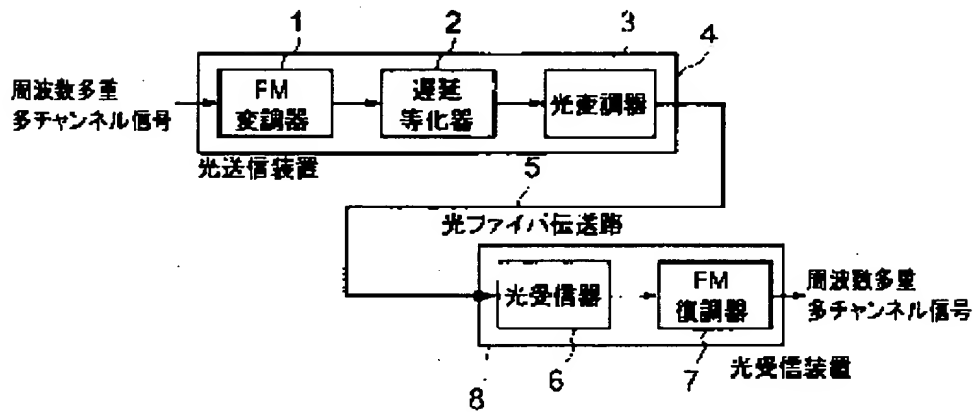 1
2
3
4
周波数多重
多チャンネル信号
FM
変調器
遅延
等化器
光変調器
光送信装置
5
光ファイバ伝送路
光受信器
FM
復調器
周波数多重
多チャンネル信号
6
7
8
光受信装置